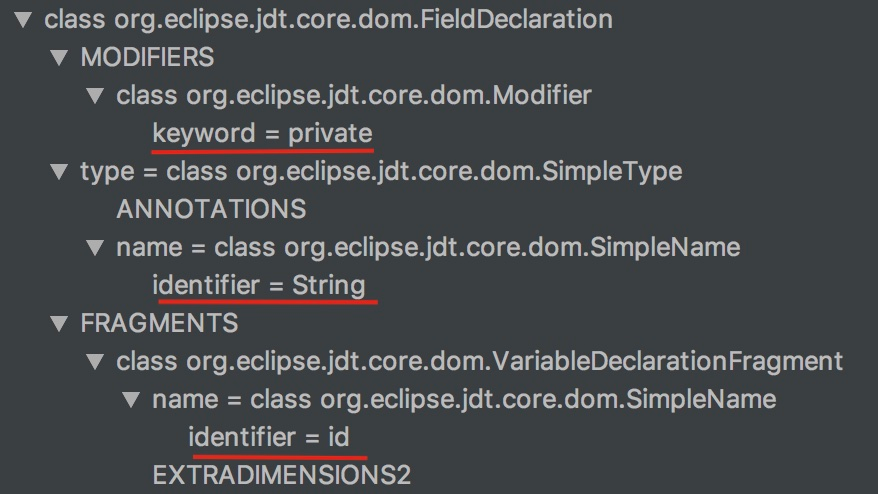 class org.eclipse.jdt.core.dom.FieldDeclaration
MODIFIERS
class org.eclipse.jdt.core.dom.Modifier
keyword = private
type = class org.eclipse.jdt.core.dom.SimpleType
ANNOTATIONS
name = class org.eclipse.jdt.core.dom.SimpleName
identifier = String
FRAGMENTS
class org.eclipse.jdt.core.dom.VariableDeclarationFragment
name = class org.eclipse.jdt.core.dom.SimpleName
identifier = id
EXTRADIMENSIONS2